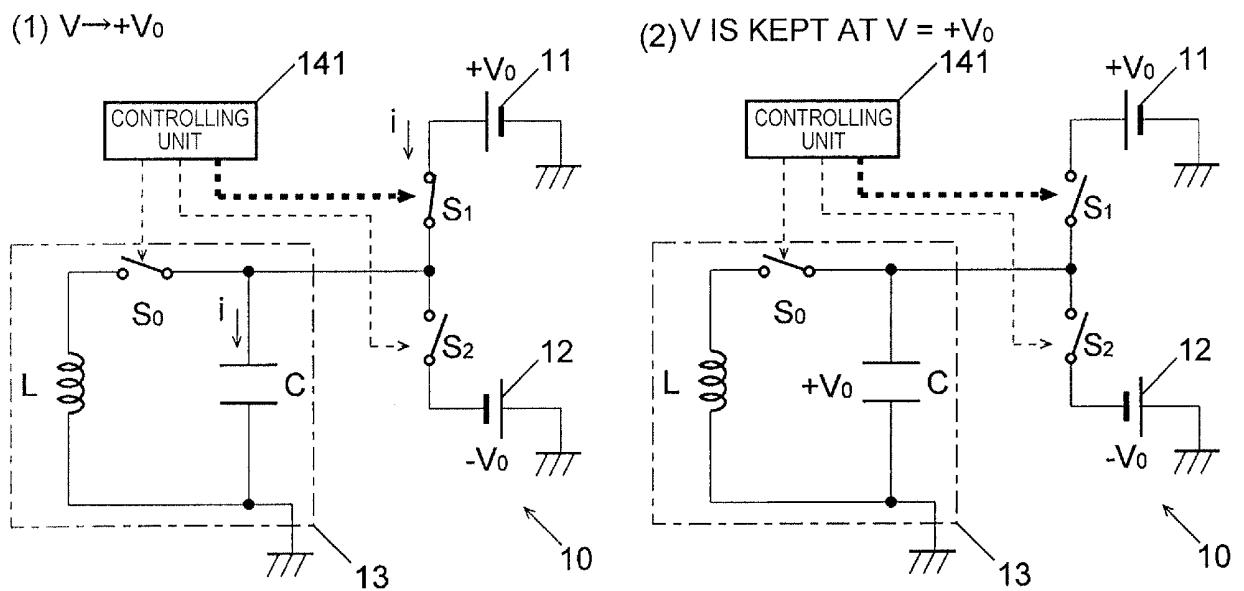 (1) V→+V0
141
CONTROLLING
UNIT
+V0
11
i
S1
S0
i
S2
12
L
C
-V0
10
13
(2) V IS KEPT AT V = +V0
141
CONTROLLING
UNIT
+V0
11
S1
S0
S2
12
L
+V0
C
-V0
10
13